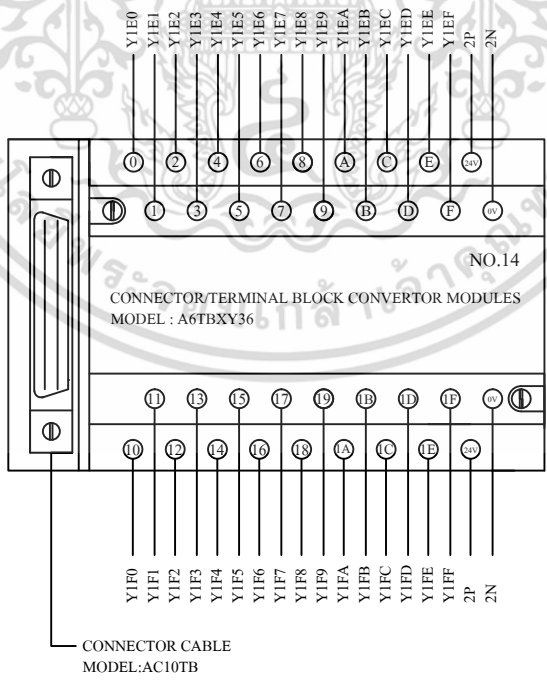 Y1E0 Y1E1 Y1E2 Y1E3 Y1E4 Y1E5 Y1E6 Y1E7 Y1E8 Y1E9 Y1EA Y1EB Y1EC Y1ED Y1EE Y1EF 2P 2N
0 2 4 6 8 A C E 24V
1 3 5 7 9 B D F 0V
NO.14
CONNECTOR/TERMINAL BLOCK CONVERTOR MODULES
MODEL : A6TBXY36
11 13 15 17 19 1B 1D 1F 0V
10 12 14 16 18 1A 1C 1E 24V
Y1F0 Y1F1 Y1F2 Y1F3 Y1F4 Y1F5 Y1F6 Y1F7 Y1F8 Y1F9 Y1FA Y1FB Y1FC Y1FD Y1FE Y1FF 2P 2N
CONNECTOR CABLE
MODEL:AC10TB